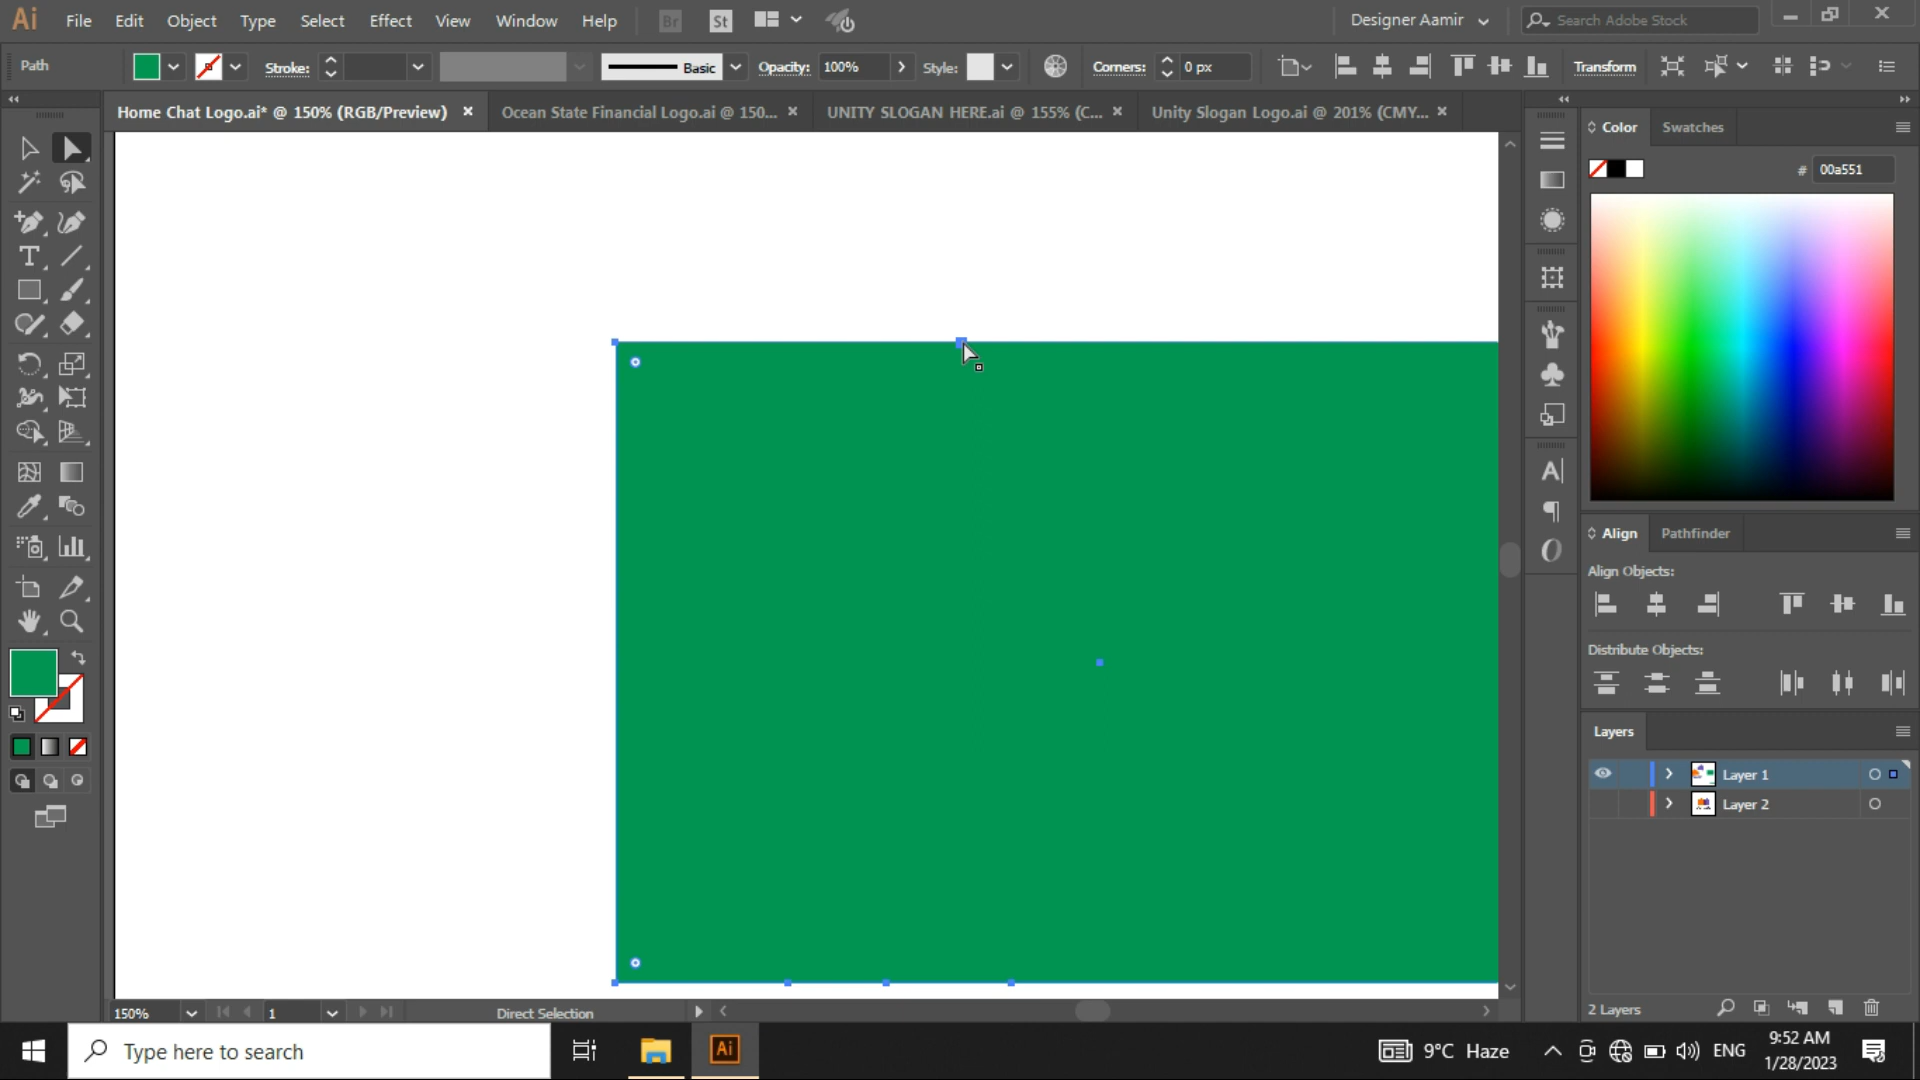 Ai File Edit Object Type Select Effect View Window Help Br St Designer Aamir Search Adobe Stock
Path Stroke: Basic Opacity: 100% Style: Corners: 0 px Transform
Home Chat Logo.ai* @ 150% (RGB/Preview) Ocean State Financial Logo.ai @ 150... UNITY SLOGAN HERE.ai @ 155% (C... Unity Slogan Logo.ai @ 201% (CMY...
Color Swatches
# 00a551
Align Pathfinder
Align Objects:
Distribute Objects:
Layers
Layer 1
Layer 2
2 Layers
150% 1 Direct Selection
Type here to search
Ai
9°C Haze
ENG
9:52 AM
1/28/2023